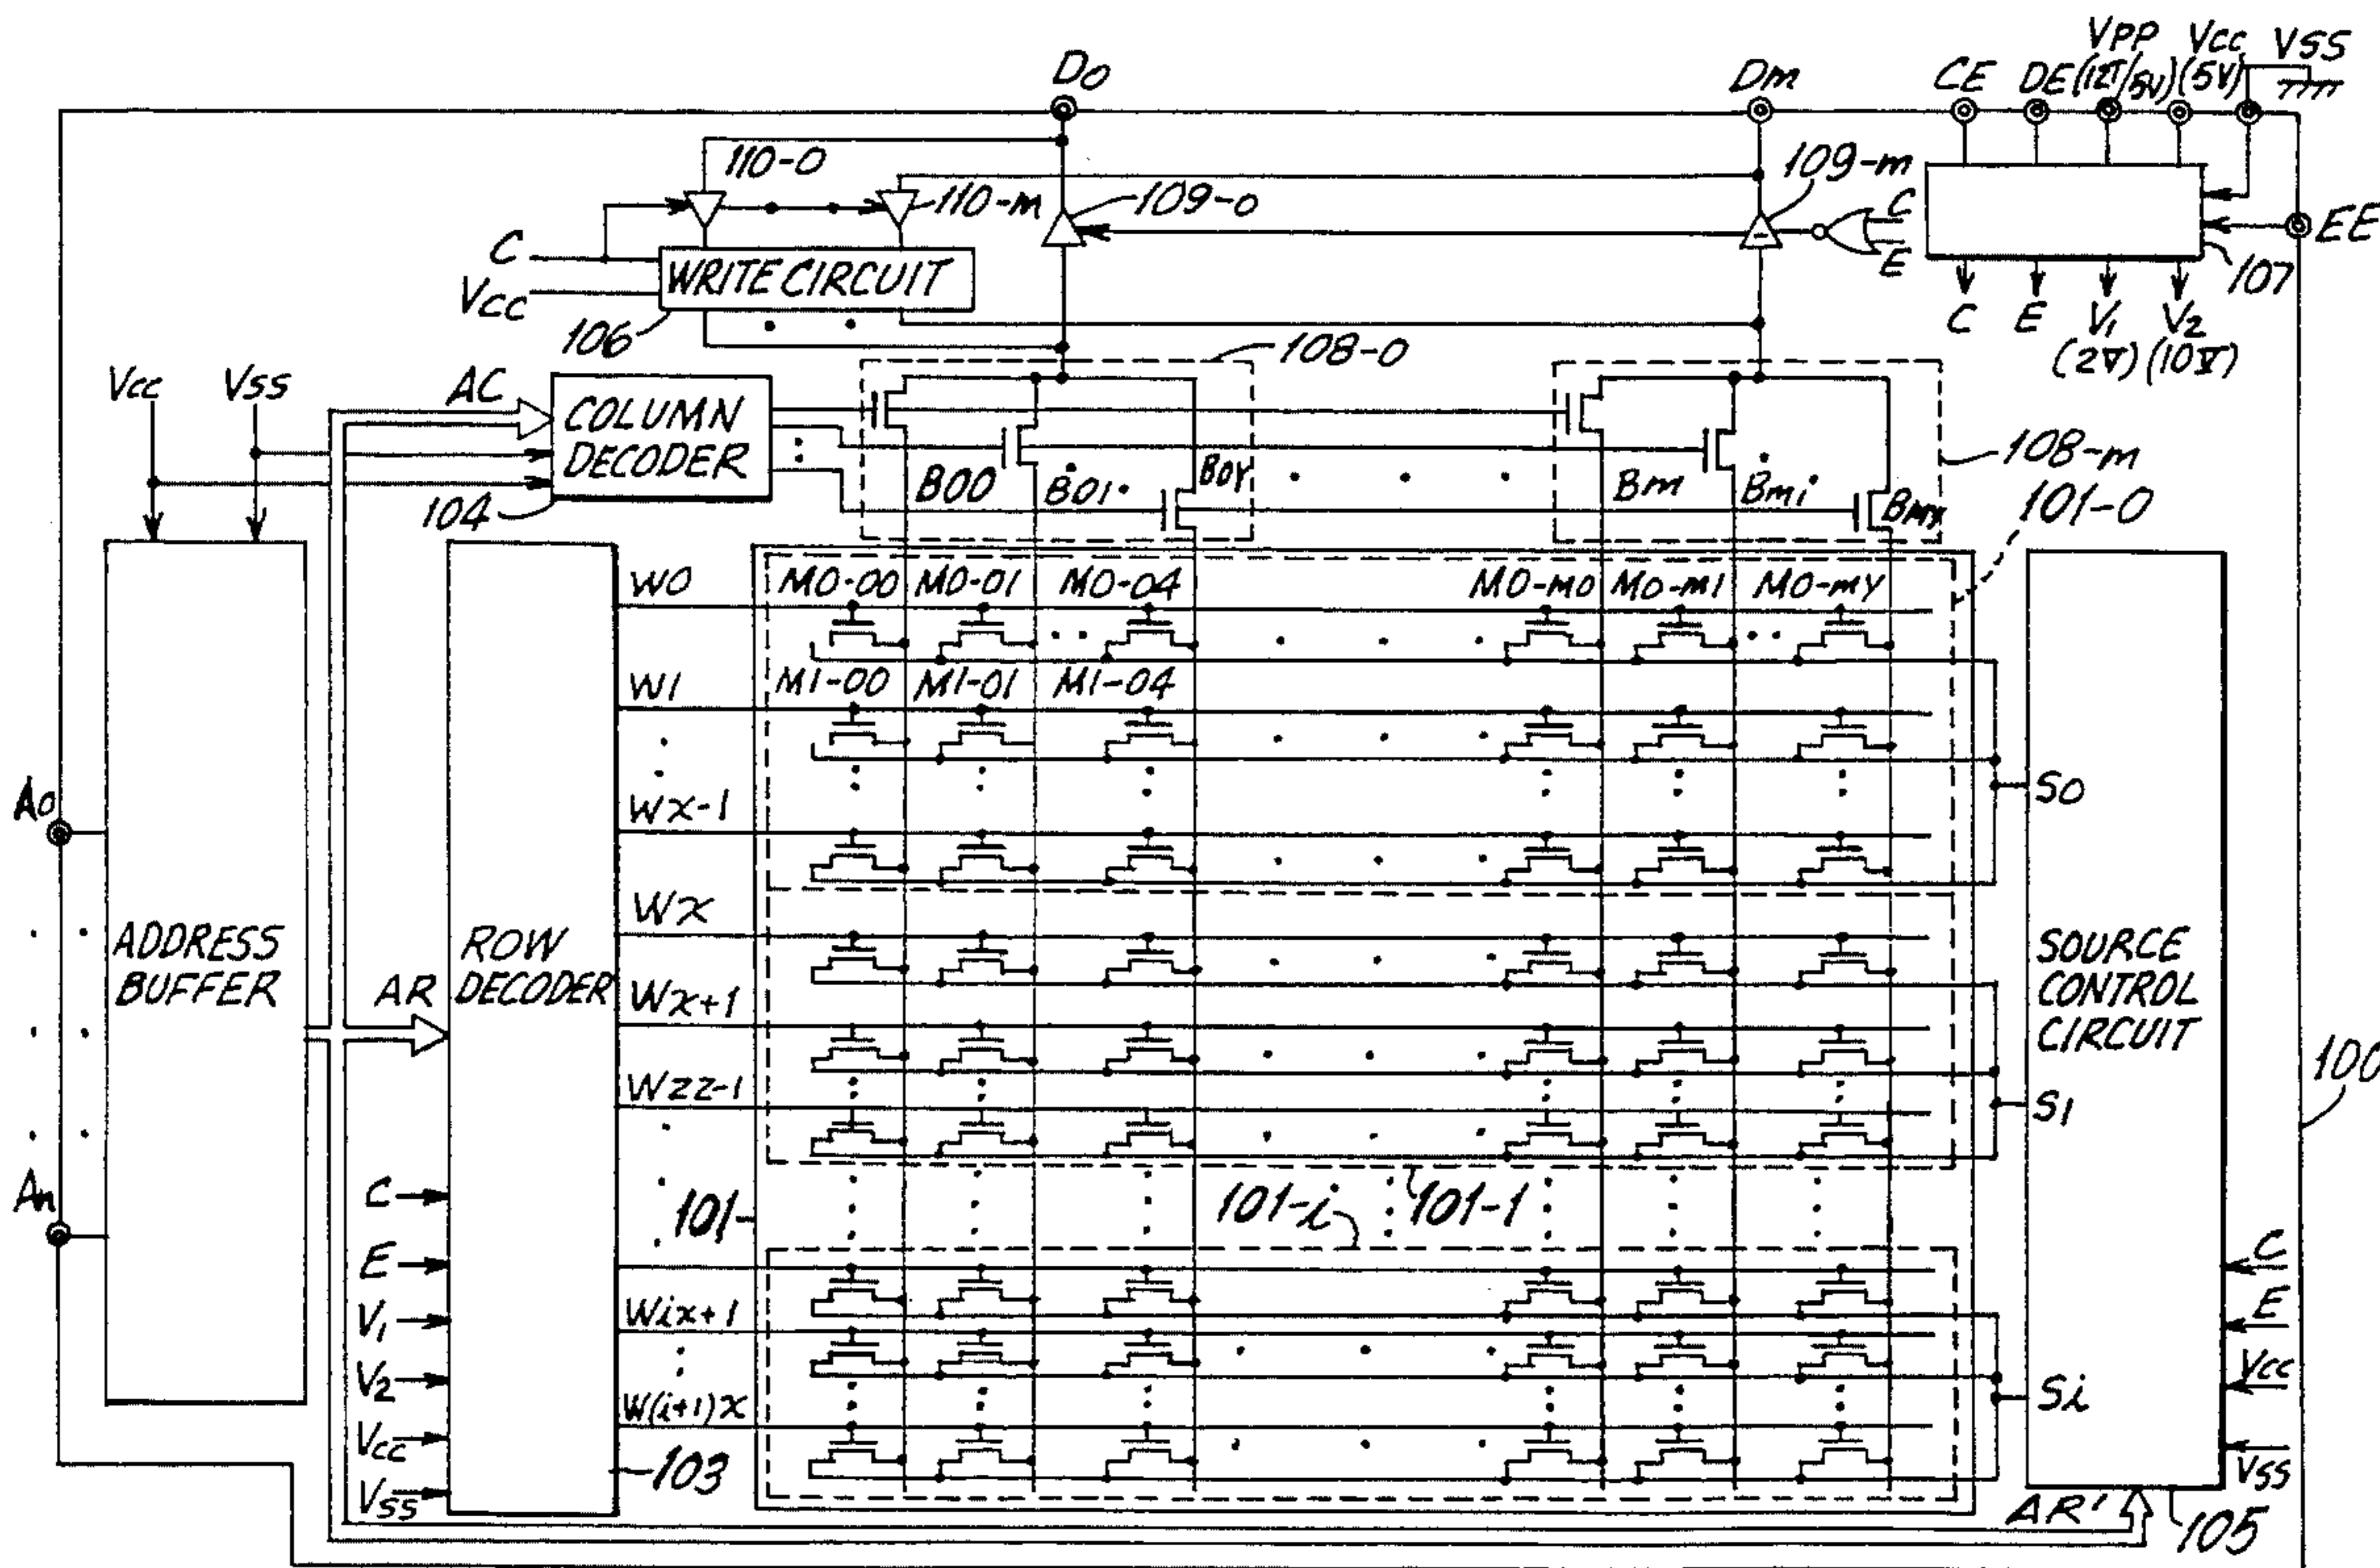 Do
Dm
CE
DE
VPP
(12V/5V)
Vcc
(5V)
VSS
110-0
110-m
109-0
109-m
C
E
EE
107
C
Vcc
WRITE CIRCUIT
106
C
E
V1
(2V)
V2
(10V)
108-0
Vcc
VSS
AC
COLUMN
DECODER
104
B00
B01
B0Y
Bm
Bmi
BmY
108-m
101-0
W0
M0-00
M0-01
M0-04
M0-m0
M0-m1
M0-mY
W1
M1-00
M1-01
M1-04
Wx-1
S0
A0
Wx
ADDRESS
BUFFER
AR
ROW
DECODER
Wx+1
SOURCE
CONTROL
CIRCUIT
100
Wzz-1
S1
An
C
101
101-i
101-1
E
C
V1
Wix+1
E
V2
Vcc
W(i+1)x
Si
Vcc
VSS
103
VSS
AR'
105